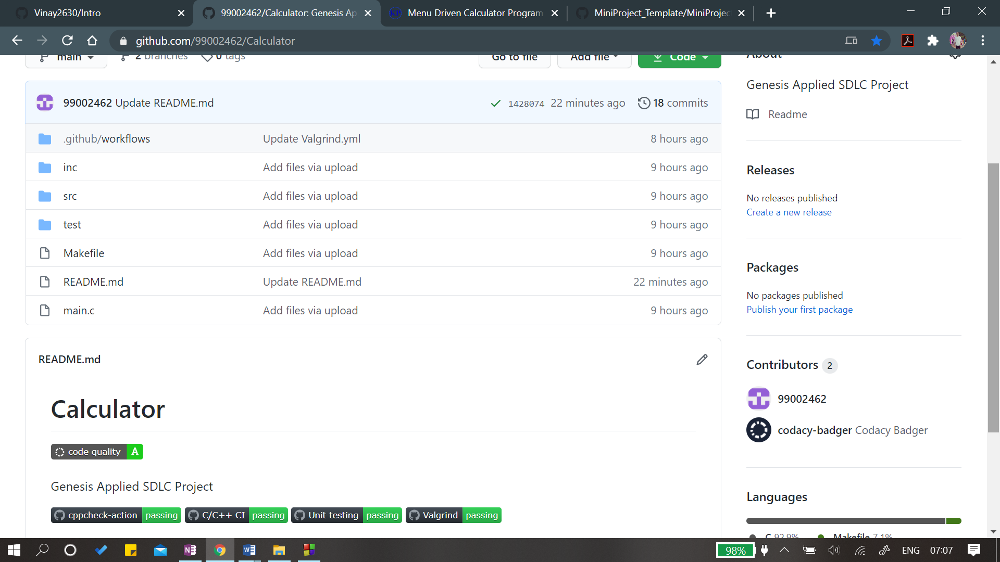 Vinay2630/Intro
99002462/Calculator: Genesis Ap
KP Menu Driven Calculator Program
MiniProject_Template/MiniProjec
github.com/99002462/Calculator
main
2 branches
0 tags
Go to file
Add file
Code
About
99002462 Update README.md
1428074 22 minutes ago
18 commits
.github/workflows
Update Valgrind.yml
8 hours ago
inc
Add files via upload
9 hours ago
src
Add files via upload
9 hours ago
test
Add files via upload
9 hours ago
Makefile
Add files via upload
9 hours ago
README.md
Update README.md
22 minutes ago
main.c
Add files via upload
9 hours ago
README.md
Calculator
code quality A
Genesis Applied SDLC Project
cppcheck-action passing
C/C++ CI passing
Unit testing passing
Valgrind passing
Genesis Applied SDLC Project
Readme
Releases
No releases published
Create a new release
Packages
No packages published
Publish your first package
Contributors 2
99002462
codacy-badger Codacy Badger
Languages
C 92.9%
Makefile 7.1%
98%
ENG
07:07